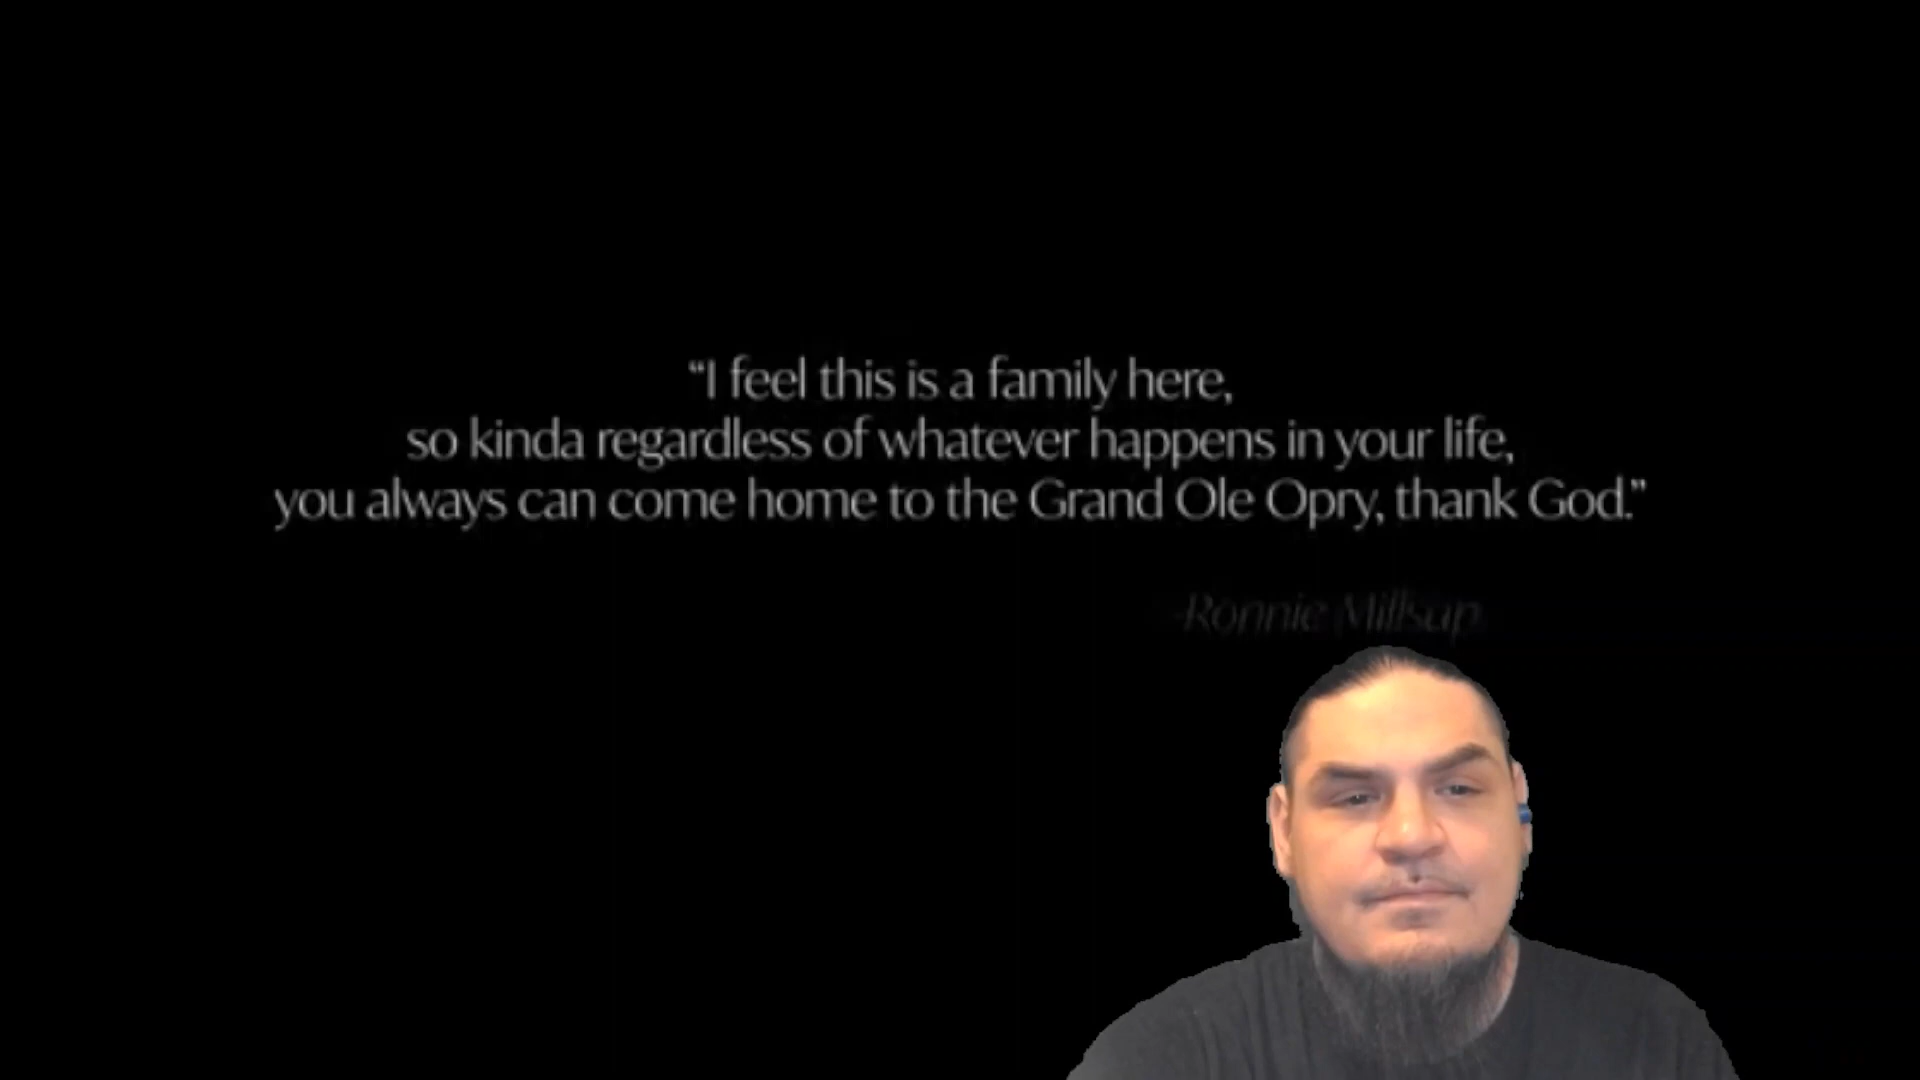 “I feel this is a family here,
so kinda regardless of whatever happens in your life,
you always can come home to the Grand Ole Opry, thank God.”
-Ronnie Millsap